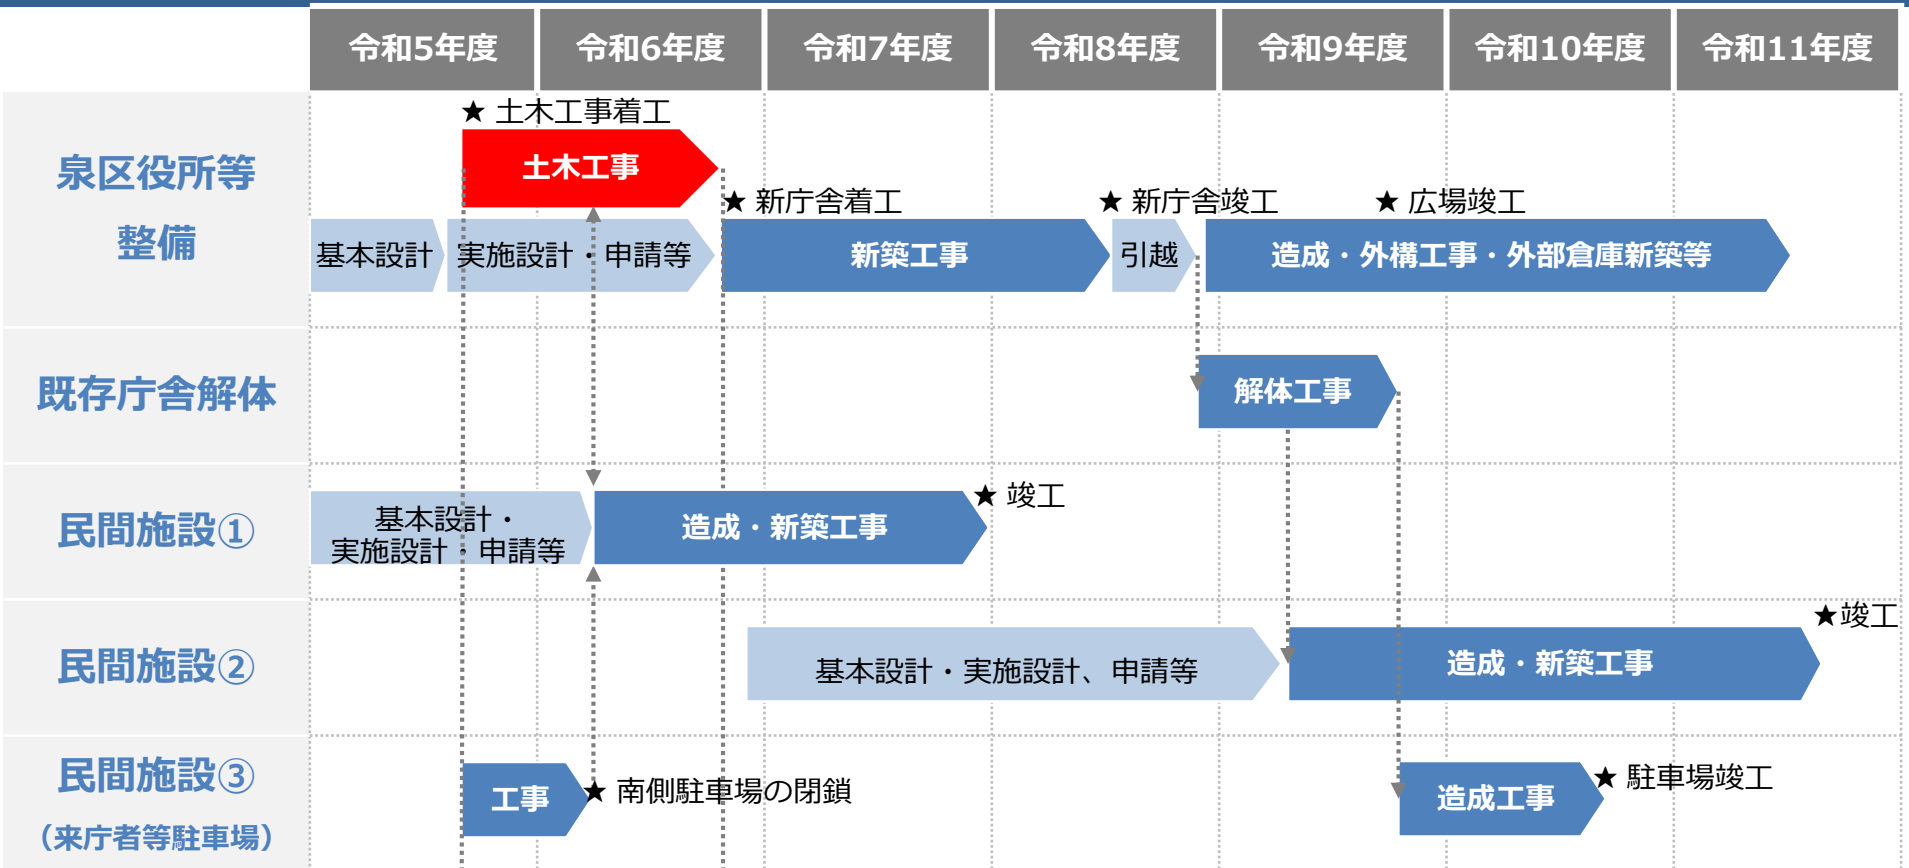 令和5年度
令和6年度
令和7年度
令和8年度
令和9年度
令和10年度
令和11年度
泉区役所等
整備
★ 土木工事着工
土木工事
★ 新庁舎着工
★ 新庁舎竣工
★ 広場竣工
基本設計
実施設計・申請等
新築工事
引越
造成・外構工事・外部倉庫新築等
既存庁舎解体
解体工事
民間施設①
基本設計・
実施設計・申請等
造成・新築工事
★ 竣工
民間施設②
基本設計・実施設計、申請等
造成・新築工事
★竣工
民間施設③
（来庁者等駐車場）
工事
★ 南側駐車場の閉鎖
造成工事
★ 駐車場竣工